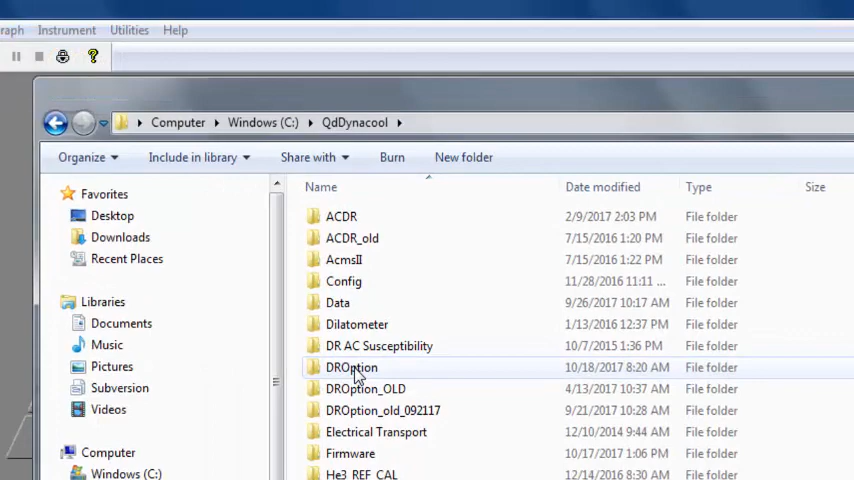 raph Instrument Utilities Help
Computer Windows (C:) QdDynacool
Organize Include in library Share with Burn New folder
Name Date modified Type Size
Favorites
Desktop
Downloads
Recent Places
Libraries
Documents
Music
Pictures
Subversion
Videos
Computer
Windows (C:)
ACDR 2/9/2017 2:03 PM File folder
ACDR_old 7/15/2016 1:20 PM File folder
AcmsII 7/15/2016 1:22 PM File folder
Config 11/28/2016 11:11 ... File folder
Data 9/26/2017 10:17 AM File folder
Dilatometer 1/13/2016 12:37 PM File folder
DR AC Susceptibility 10/7/2015 1:36 PM File folder
DROption 10/18/2017 8:20 AM File folder
DROption_OLD 4/13/2017 10:37 AM File folder
DROption_old_092117 9/21/2017 10:28 AM File folder
Electrical Transport 12/10/2014 9:44 AM File folder
Firmware 10/17/2017 1:06 PM File folder
He3_REF_CAL 12/14/2016 8:30 AM File folder